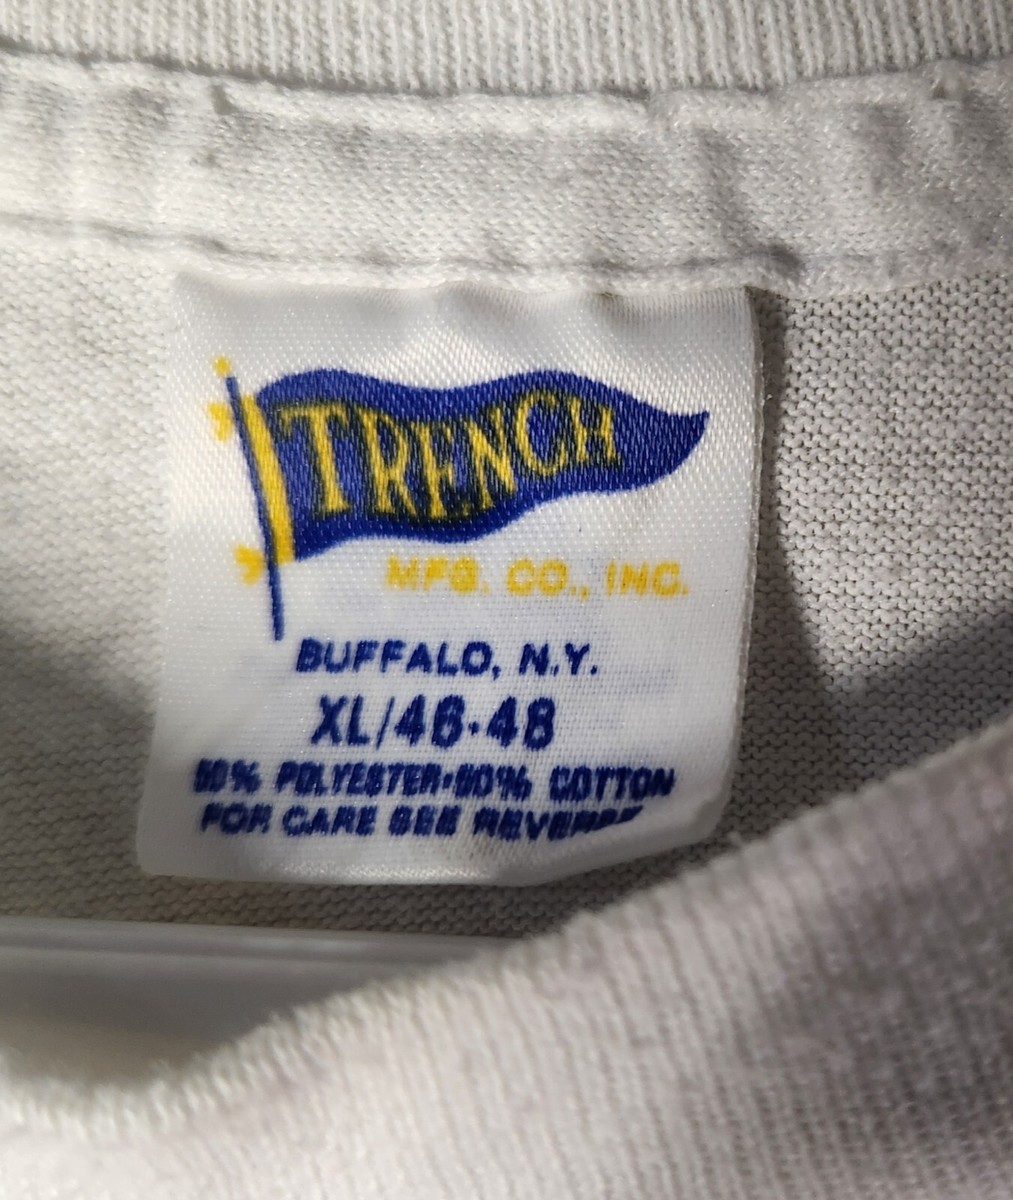 TRENCH
MFG. CO., INC.
BUFFALO, N.Y.
XL/46-48
50% POLYESTER•50% COTTON
FOR CARE SEE REVERSE